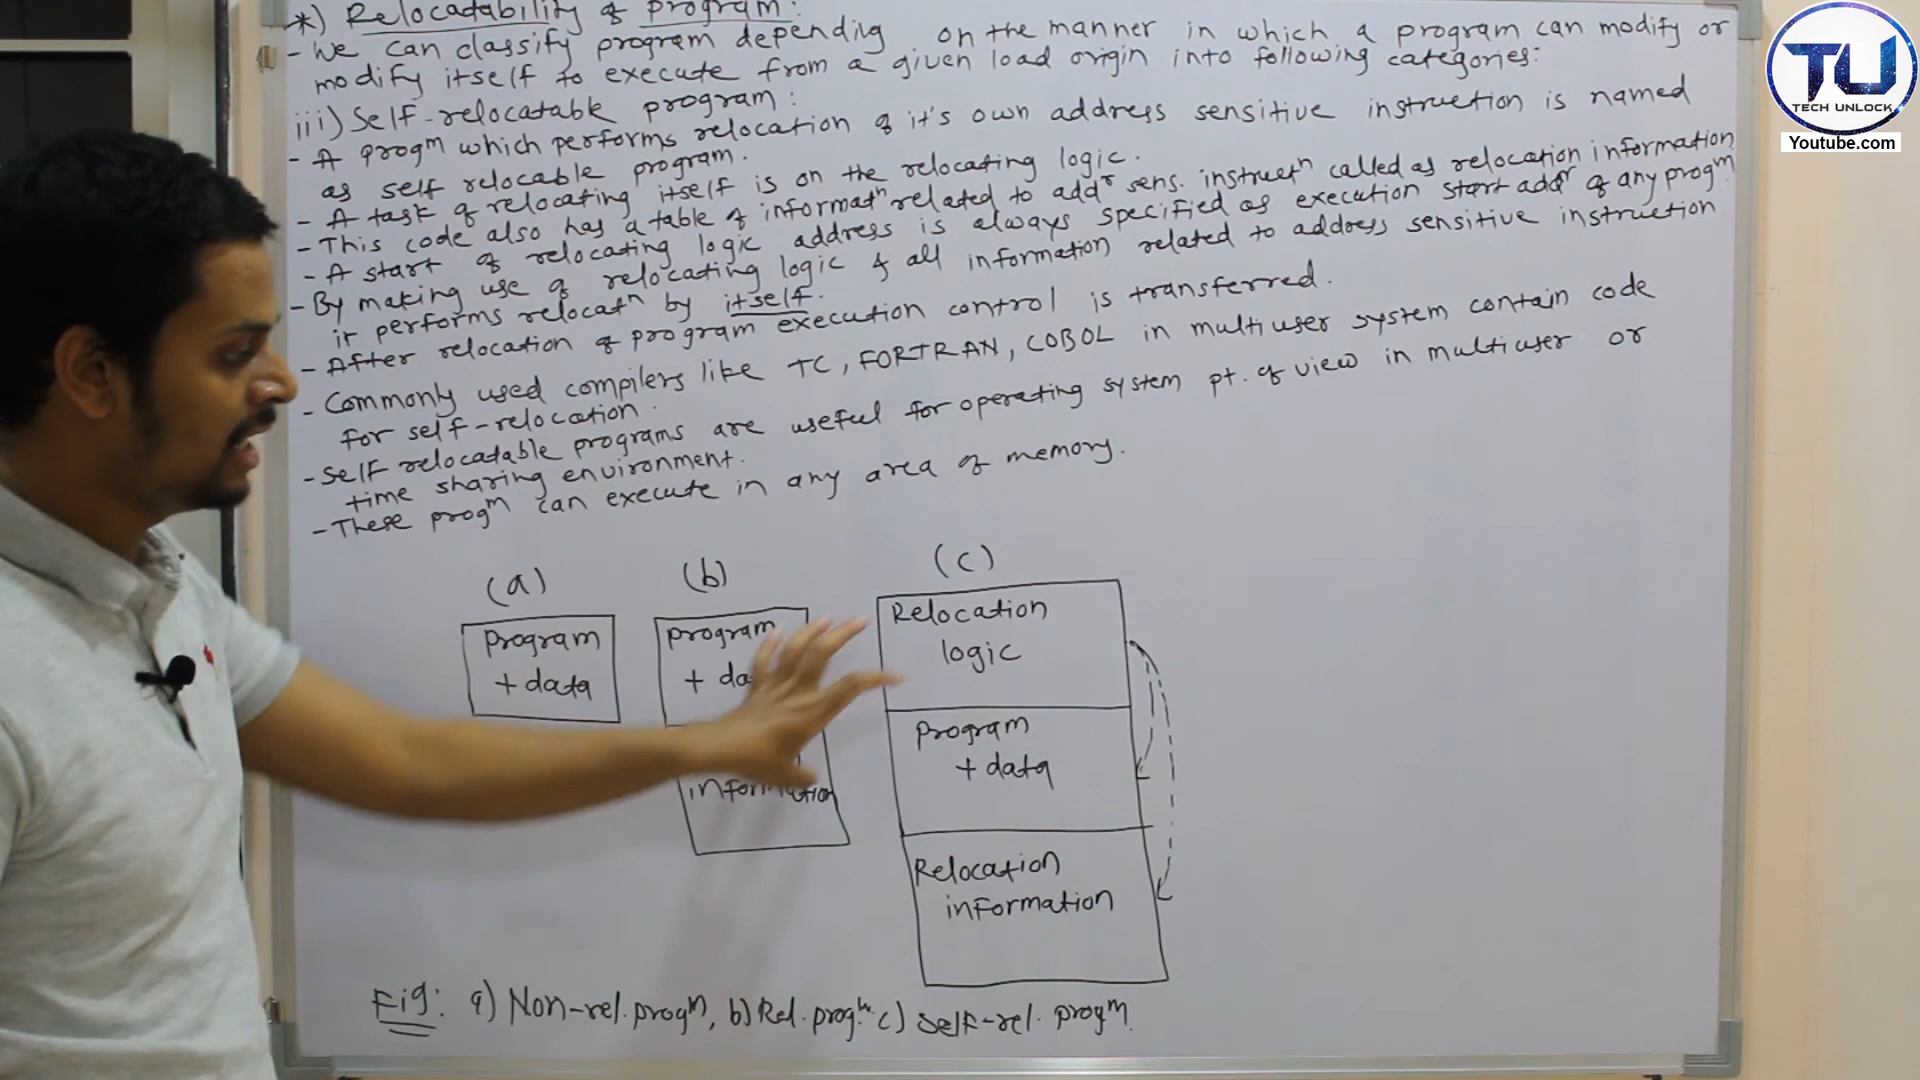 *) Relocatability of program:
- We can classify program dependig on the manner in which a program can modify or
modify itself to execute from a given load origin into following categories:
iii) Self-relocatable program:
- A progm which performs relocation of it's own address sensitive instruction is named
as self relocable program.
- A task of relocating itself is on the relocating logic.
- This code also has a table of informatn related to addr sens. instructn called as relocation information
- A start of relocating logic address is always specified as execution start addr of any progm
- By making use of relocating logic & all information related to address sensitive instruction
it performs relocatn by itself.
- After relocation of program execution control is transferred.
- Commonly used compilers like TC, FORTRAN, COBOL in multiuser system contain code
for self-relocation.
- Self relocatable programs are useful for operating system pt. of view in multiuser or
time sharing environment.
- These progm can execute in any area of memory.
(a) (b) (c)
program
+ data
program
+ da
information
Relocation
logic
Program
+ data
Relocation
information
Fig: a) Non-rel. progm, b) Rel. progm c) Self-rel. progm.
TU
TECH UNLOCK
Youtube.com